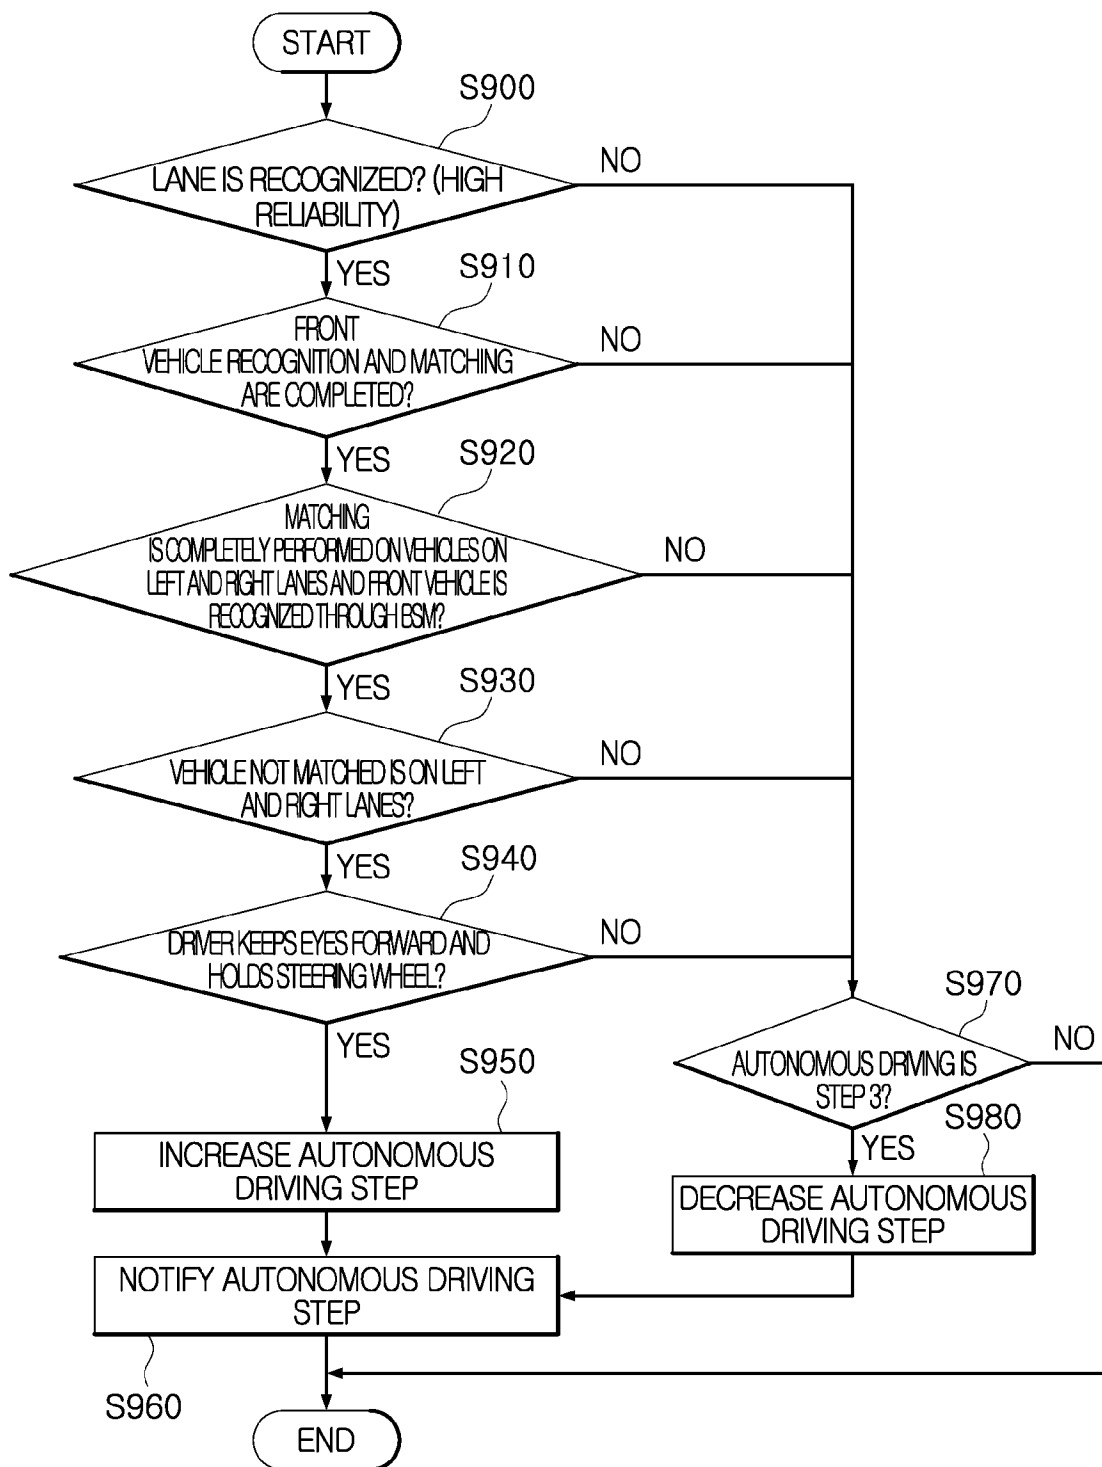 START
S900
LANE IS RECOGNIZED? (HIGH
RELIABILITY)
NO
YES
S910
FRONT
VEHICLE RECOGNITION AND MATCHING
ARE COMPLETED?
NO
YES
S920
MATCHING
IS COMPLETELY PERFORMED ON VEHICLES ON
LEFT AND RIGHT LANES AND FRONT VEHICLE IS
RECOGNIZED THROUGH BSM?
NO
YES
S930
VEHICLE NOT MATCHED IS ON LEFT
AND RIGHT LANES?
NO
YES
S940
DRIVER KEEPS EYES FORWARD AND
HOLDS STEERING WHEEL?
NO
YES
S970
AUTONOMOUS DRIVING IS
STEP 3?
NO
YES
S950
INCREASE AUTONOMOUS
DRIVING STEP
S980
DECREASE AUTONOMOUS
DRIVING STEP
NOTIFY AUTONOMOUS DRIVING
STEP
S960
END